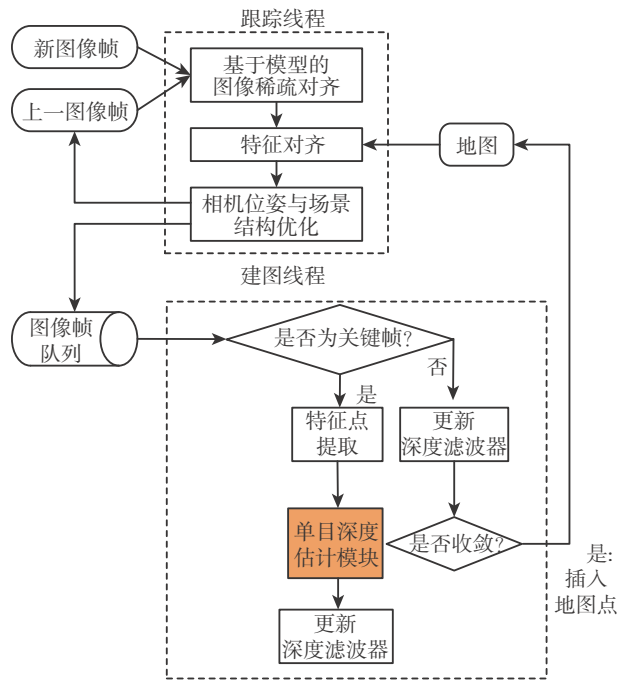 跟踪线程
新图像帧
上一图像帧
基于模型的
图像稀疏对齐
特征对齐
地图
相机位姿与场景
结构优化
建图线程
图像帧
队列
是否为关键帧?
是
否
特征点
提取
更新
深度滤波器
单目深度
估计模块
是否收敛?
是:
插入
地图点
更新
深度滤波器